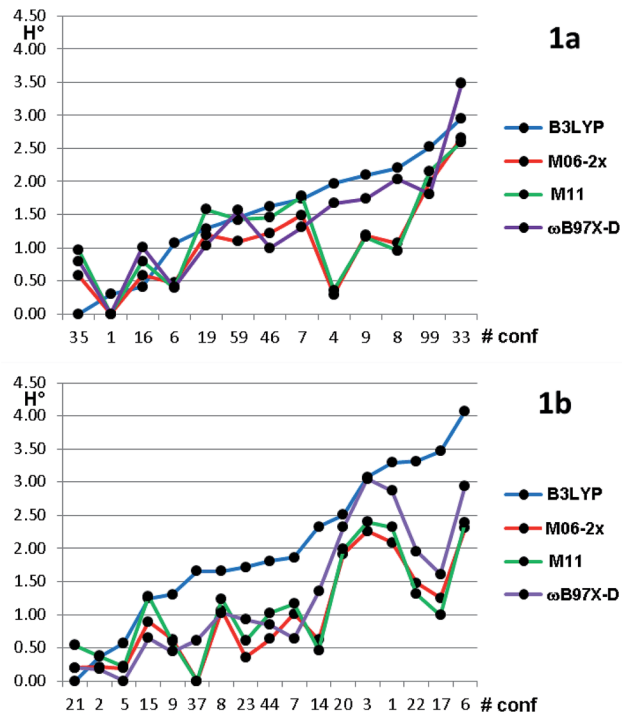 4.50
H°
4.00
3.50
3.00
2.50
2.00
1.50
1.00
0.50
0.00
35 1 16 6 19 59 46 7 4 9 8 99 33 # conf
1a
B3LYP
M06-2x
M11
ωB97X-D
4.50
H°
4.00
3.50
3.00
2.50
2.00
1.50
1.00
0.50
0.00
21 2 5 15 9 37 8 23 44 7 14 20 3 1 22 17 6 # conf
1b
B3LYP
M06-2x
M11
ωB97X-D